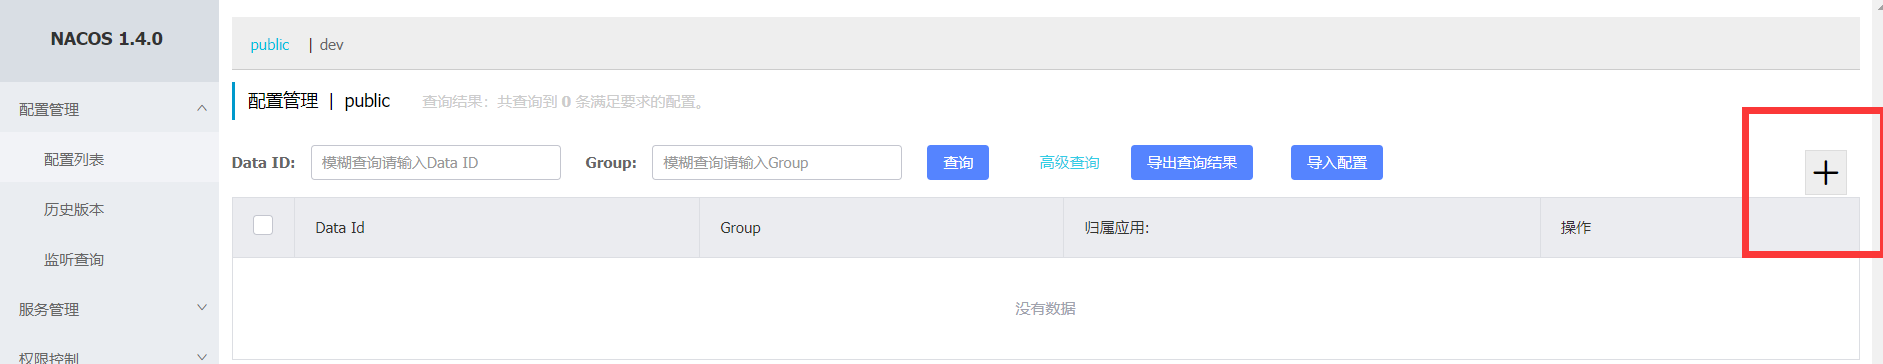 NACOS 1.4.0
配置管理
配置列表
历史版本
监听查询
服务管理
权限控制
public | dev
配置管理 | public 查询结果：共查询到 0 条满足要求的配置。
Data ID: 模糊查询请输入Data ID Group: 模糊查询请输入Group 查询 高级查询 导出查询结果 导入配置
Data Id Group 归属应用: 操作
没有数据